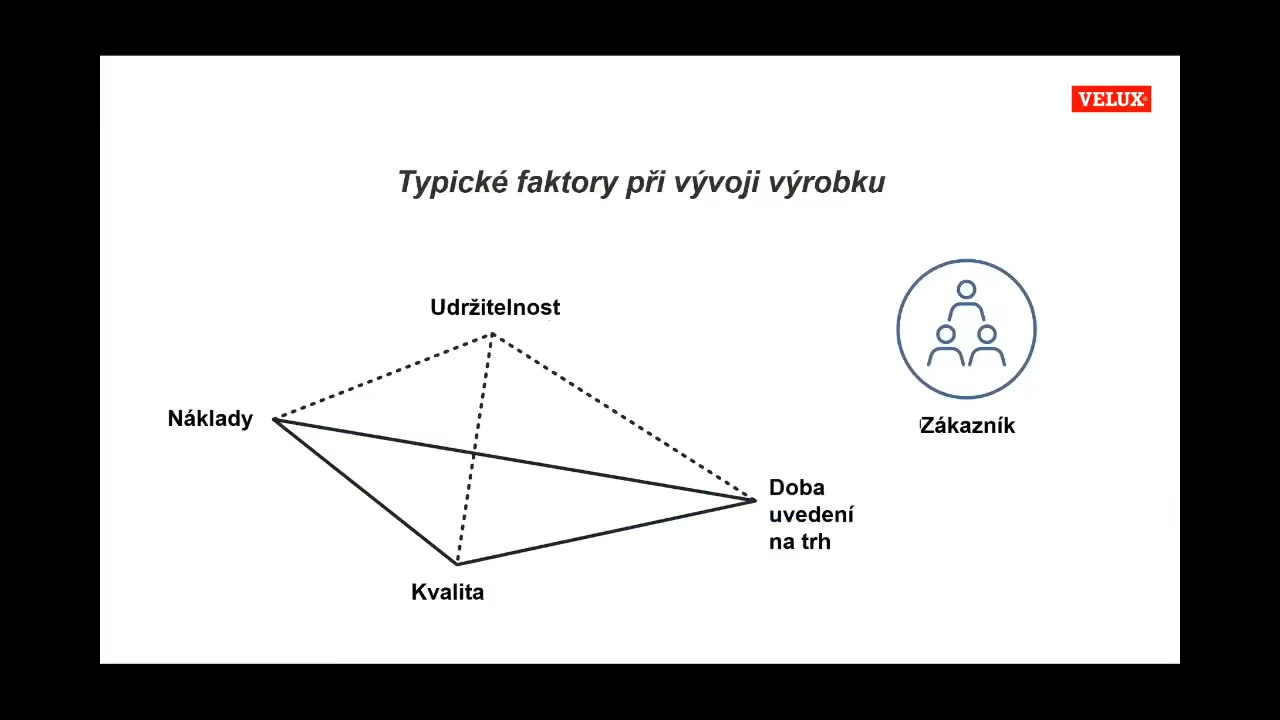 VELUX®
Typické faktory při vývoji výrobku
Udržitelnost
Náklady
Zákazník
Doba
uvedení
na trh
Kvalita